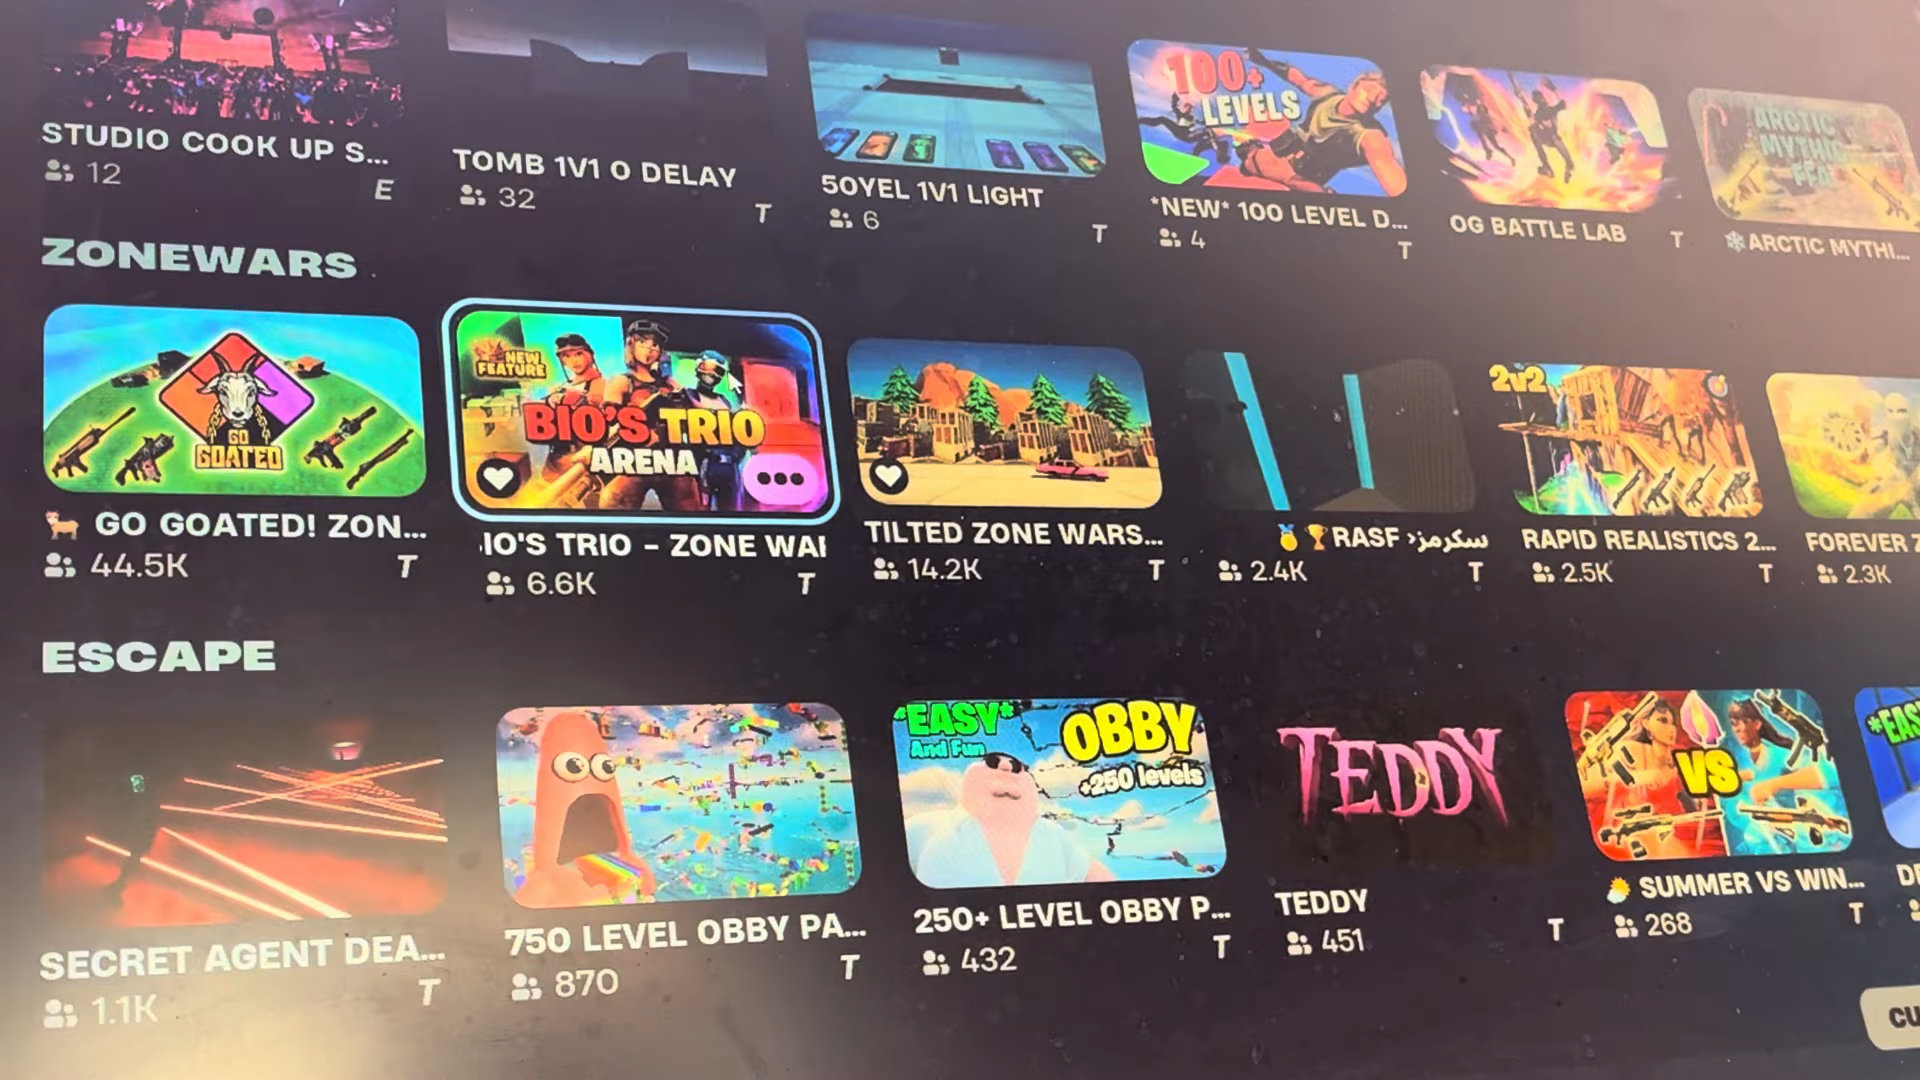 STUDIO COOK UP S...
12
E
TOMB 1V1 0 DELAY
32
T
5OYEL 1V1 LIGHT
6
T
100+
LEVELS
*NEW* 100 LEVEL D...
4
T
OG BATTLE LAB
T
ARCTIC
MYTHIC
❄ARCTIC MYTHI...
ZONEWARS
GO
GOATED
🐐 GO GOATED! ZON...
44.5K
T
NEW
FEATURE
BIO'S TRIO
ARENA
IO'S TRIO - ZONE WAI
6.6K
T
TILTED ZONE WARS...
14.2K
T
🏅🏆RASF >سكرمز
2.4K
T
2v2
RAPID REALISTICS 2...
2.5K
T
FOREVER Z
2.3K
ESCAPE
SECRET AGENT DEA...
1.1K
T
750 LEVEL OBBY PA...
870
T
*EASY*
And Fun
OBBY
+250 levels
250+ LEVEL OBBY P...
432
T
TEDDY
TEDDY
451
T
VS
SUMMER VS WIN...
268
T
*EAS
CU